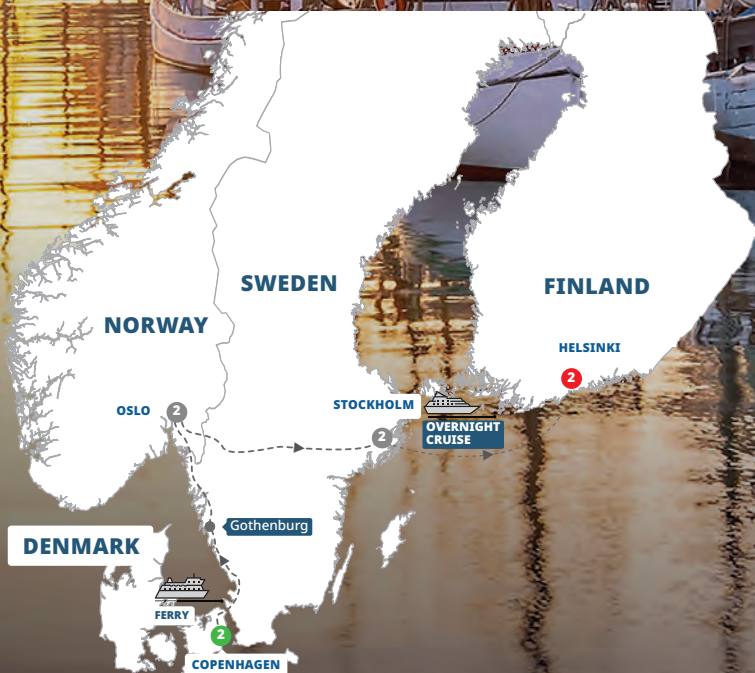 SWEDEN
FINLAND
NORWAY
HELSINKI
2
OSLO
2
STOCKHOLM
2
OVERNIGHT
CRUISE
Gothenburg
DENMARK
FERRY
2
COPENHAGEN